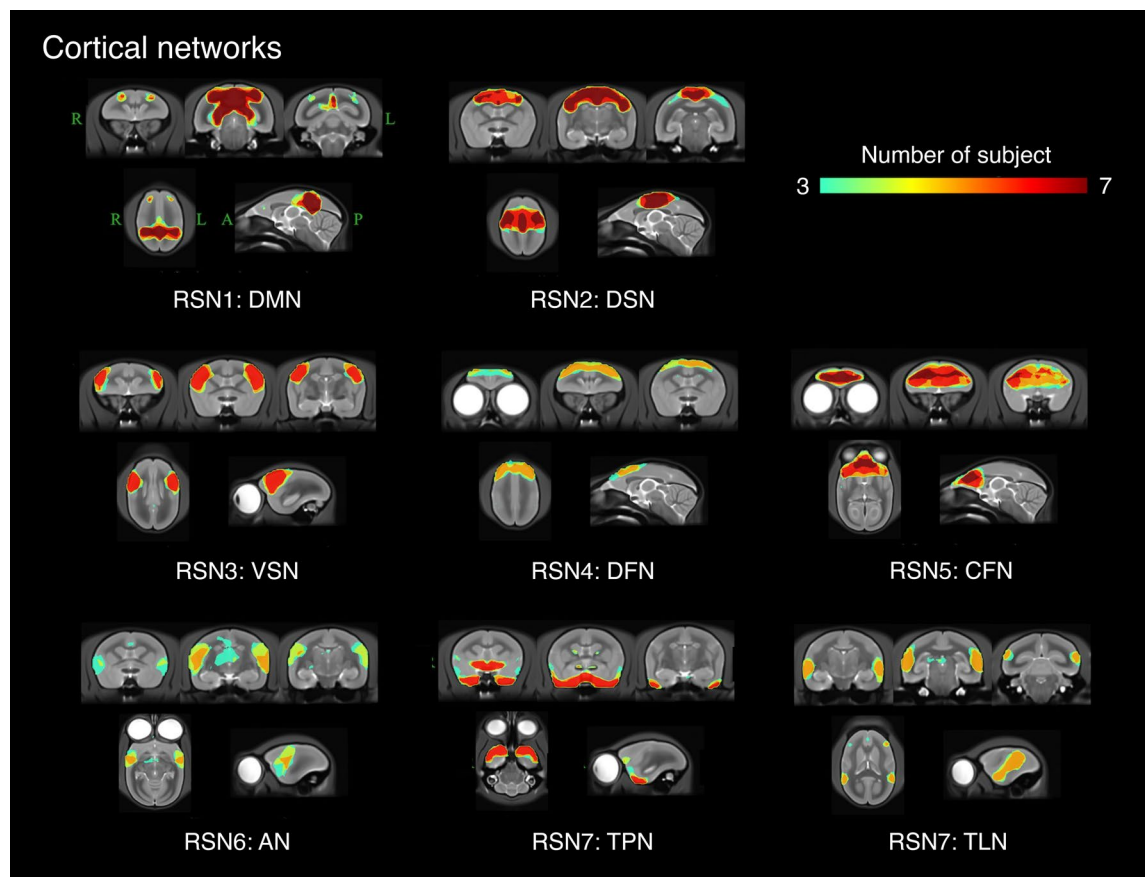 Cortical networks
R
L
Number of subject
3
7
R
L
A
P
RSN1: DMN
RSN2: DSN
RSN3: VSN
RSN4: DFN
RSN5: CFN
RSN6: AN
RSN7: TPN
RSN7: TLN